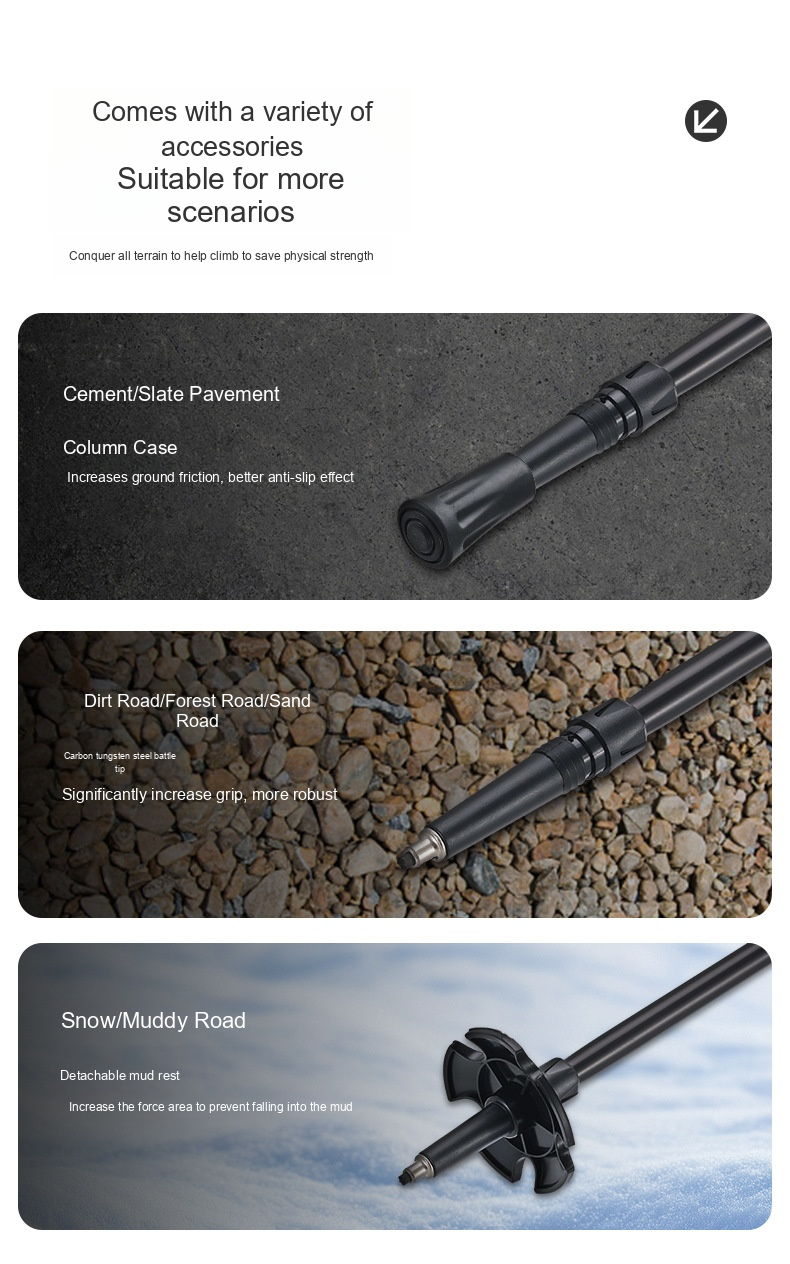 Comes with a variety of
accessories
Suitable for more
scenarios
Conquer all terrain to help climb to save physical strength
Cement/Slate Pavement
Column Case
Increases ground friction, better anti-slip effect
Dirt Road/Forest Road/Sand
Road
Carbon tungsten steel battle
tip
Significantly increase grip, more robust
Snow/Muddy Road
Detachable mud rest
Increase the force area to prevent falling into the mud